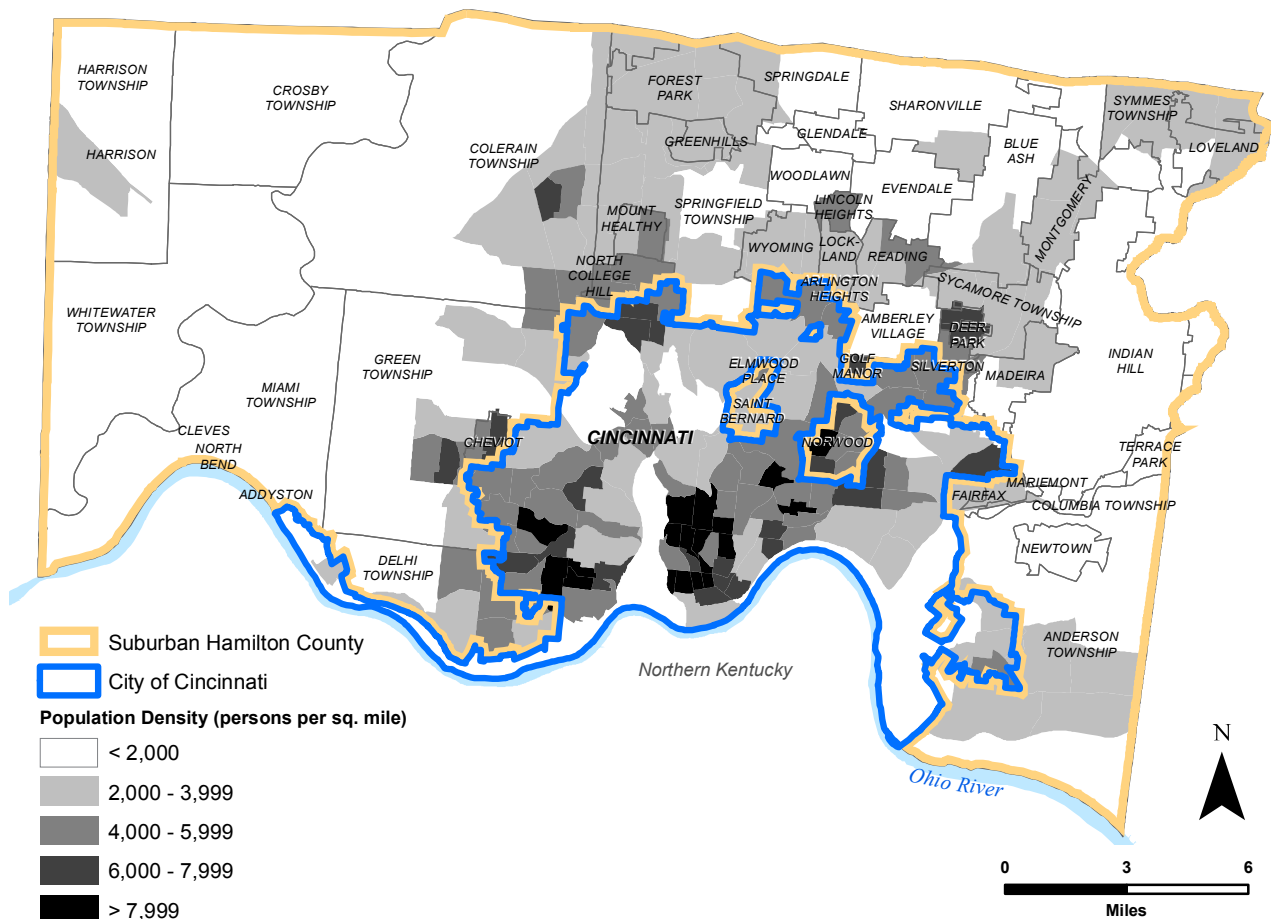 HARRISON
TOWNSHIP
CROSBY
TOWNSHIP
HARRISON
COLERAIN
TOWNSHIP
FOREST
PARK
SPRINGDALE
SHARONVILLE
SYMMES
TOWNSHIP
GREENHILLS
GLENDALE
BLUE
ASH
LOVELAND
WOODLAWN
EVENDALE
MONTGOMERY
MOUNT
HEALTHY
SPRINGFIELD
TOWNSHIP
LINCOLN
HEIGHTS
WYOMING
LOCK-
LAND
READING
NORTH
COLLEGE
HILL
ARLINGTON
HEIGHTS
SYCAMORE TOWNSHIP
WHITEWATER
TOWNSHIP
AMBERLEY
VILLAGE
DEER
PARK
GREEN
TOWNSHIP
ELMWOOD
PLACE
GOLF
MANOR
SILVERTON
MADEIRA
INDIAN
HILL
MIAMI
TOWNSHIP
SAINT
BERNARD
CLEVES
NORTH
BEND
CHEVIOT
CINCINNATI
NORWOOD
TERRACE
PARK
ADDYSTON
MARIEMONT
FAIRFAX
COLUMBIA TOWNSHIP
NEWTOWN
DELHI
TOWNSHIP
ANDERSON
TOWNSHIP
Northern Kentucky
Ohio River
Suburban Hamilton County
City of Cincinnati
Population Density (persons per sq. mile)
< 2,000
2,000 - 3,999
4,000 - 5,999
6,000 - 7,999
> 7,999
N
0 3 6
Miles